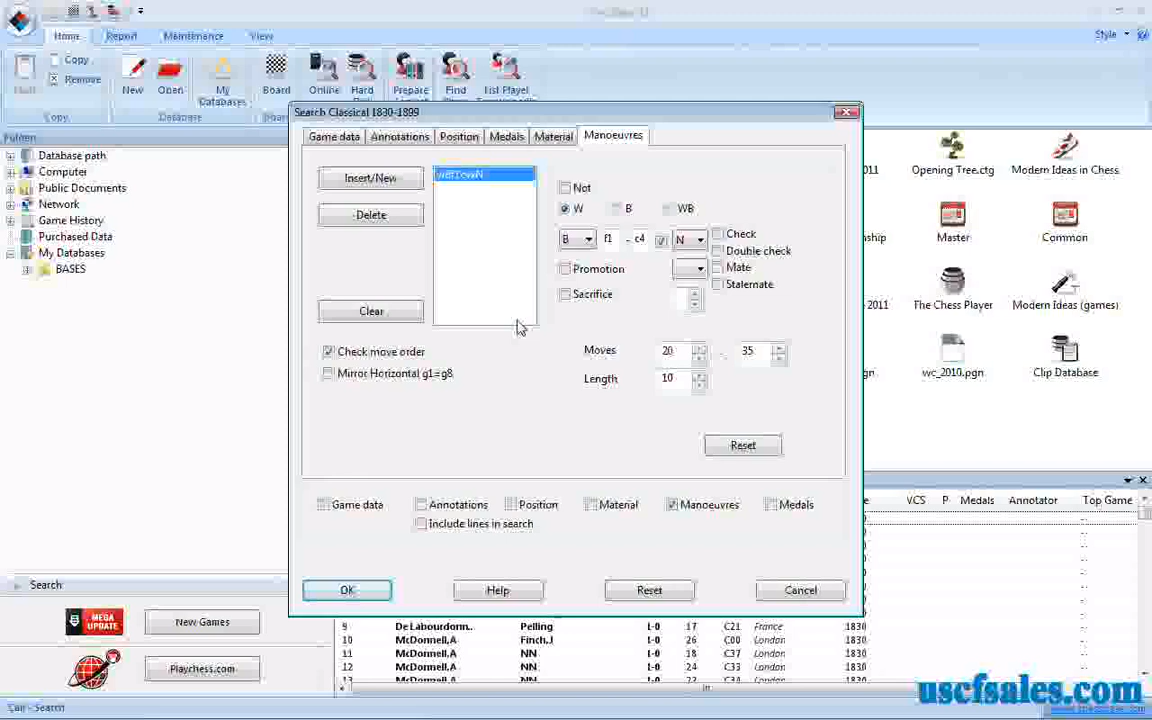 Home Report Maintenance View Style
Copy
Remove
New Open My Databases Board Online Hard Prepare Find List Player
Copy Database
Search Classical 1830-1899
Game data Annotations Position Medals Material Manoeuvres
Database path
Computer
Public Documents
Network
Game History
Purchased Data
My Databases
BASES
Insert/New
Delete
Clear
Not
W B WB
B f1 - c4 N
Check
Double check
Mate
Stalemate
Promotion
Sacrifice
Check move order
Mirror Horizontal g1=g8
Moves 20 - 35
Length 10
Reset
Game data Annotations Position Material Manoeuvres Medals
Include lines in search
OK Help Reset Cancel
Opening Tree.ctg Modern Ideas in Chess.
Master Common
The Chess Player Modern Ideas (games)
2011
wc_2010.pgn Clip Database
VCS P Medals Annotator Top Game
Search
MEGA UPDATE New Games
Playchess.com
9 De Labourdonn.. Pelling 1-0 17 C21 France 1830
10 McDonnell,A Finch,J 1-0 26 C00 London 1830
11 McDonnell,A NN 1-0 18 C37 London 1830
12 McDonnell,A NN 1-0 24 C33 London 1830
uscfsales.com